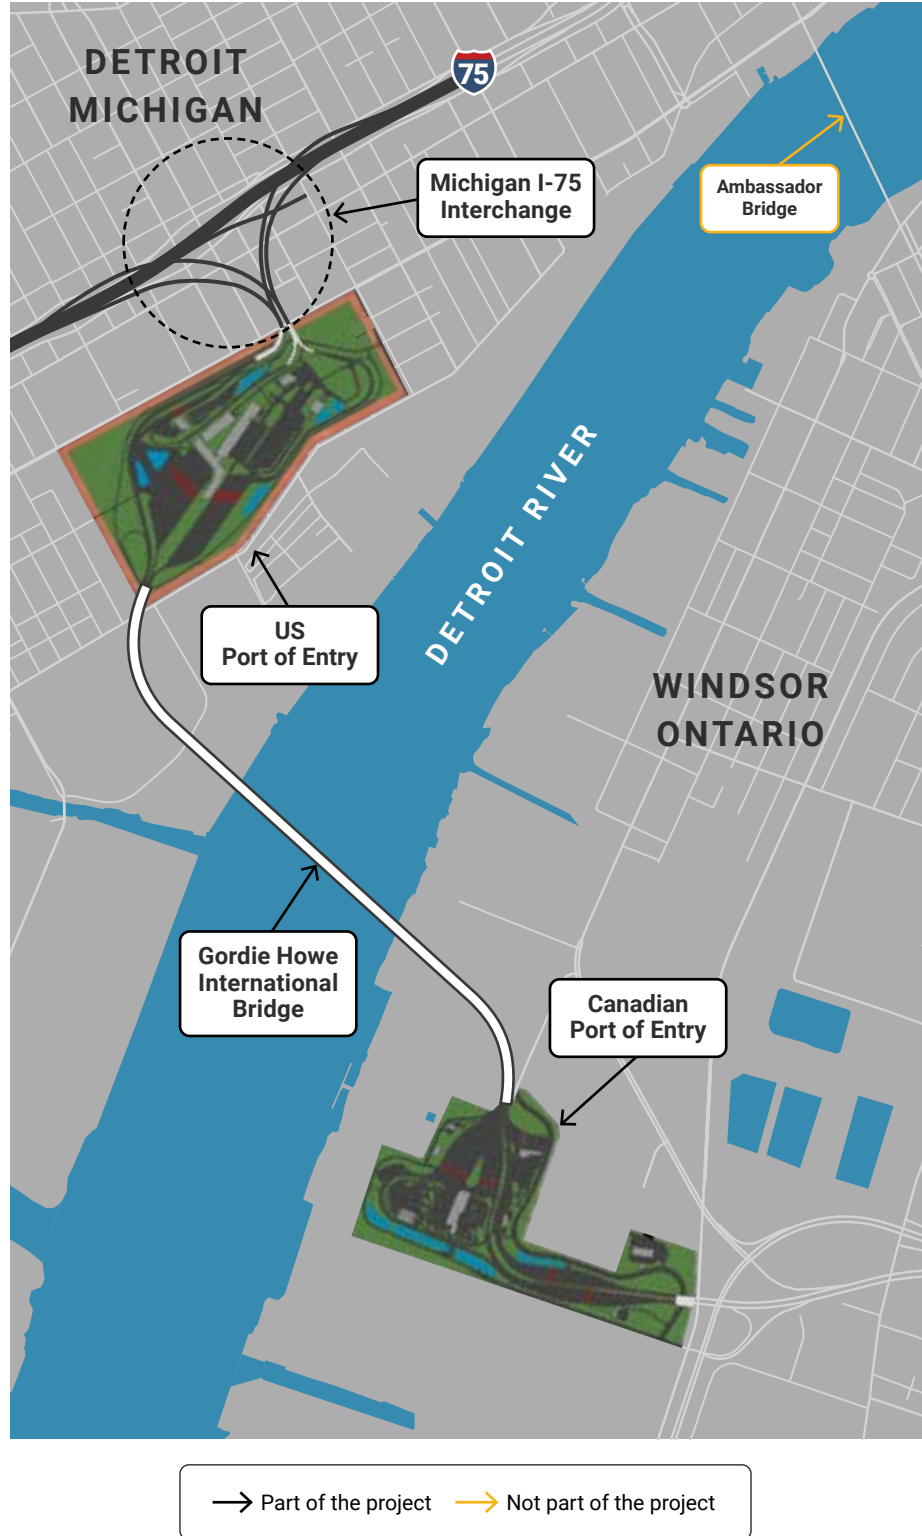 DETROIT
MICHIGAN
75
Michigan I-75
Interchange
Ambassador
Bridge
DETROIT RIVER
US
Port of Entry
WINDSOR
ONTARIO
Gordie Howe
International
Bridge
Canadian
Port of Entry
Part of the project
Not part of the project